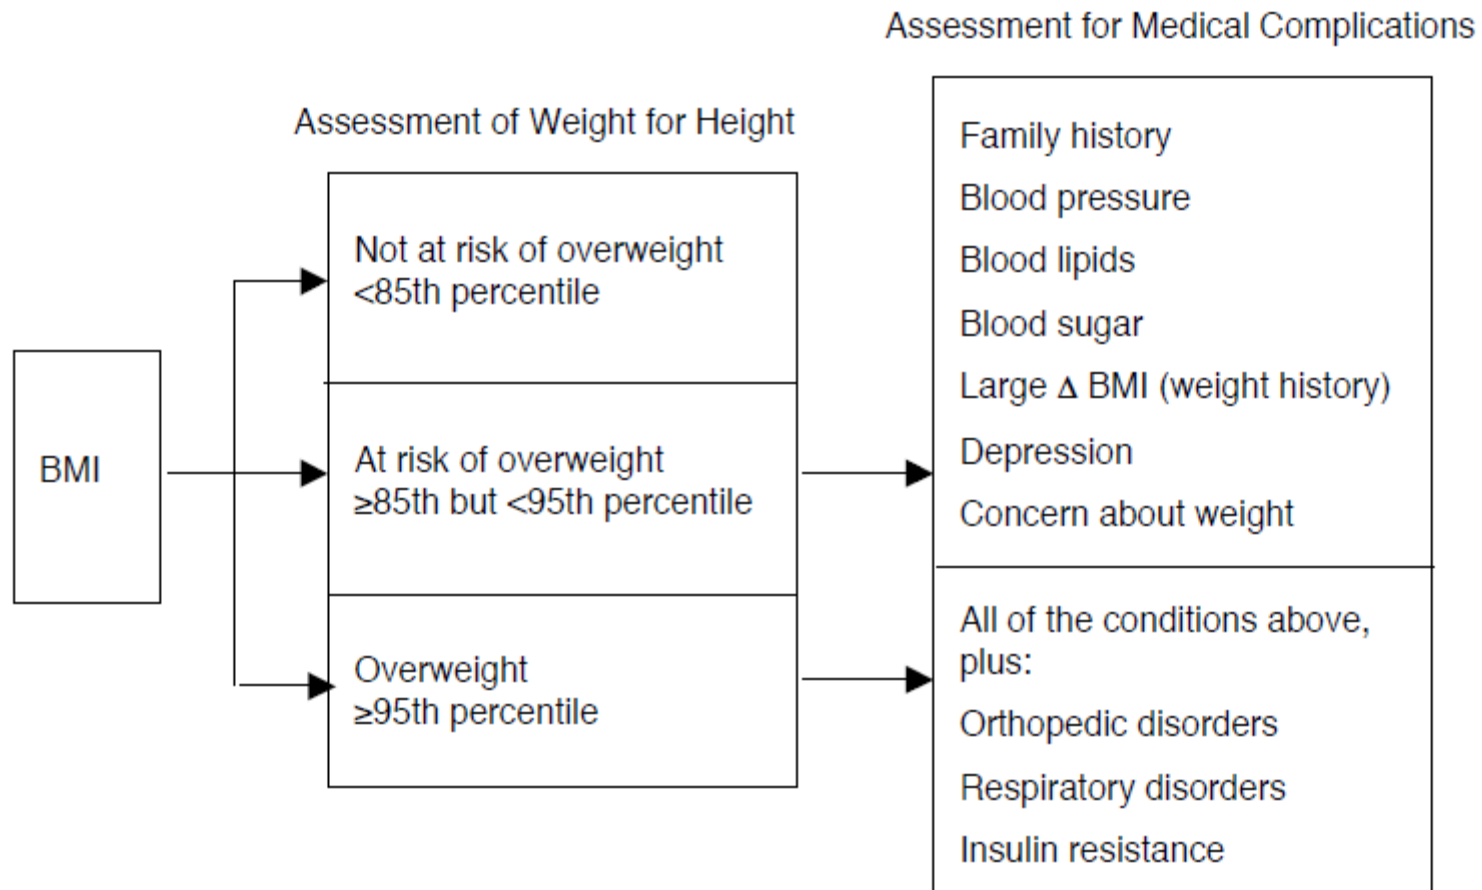 Assessment for Medical Complications
Assessment of Weight for Height
BMI
Not at risk of overweight
<85th percentile
At risk of overweight
≥85th but <95th percentile
Overweight
≥95th percentile
Family history
Blood pressure
Blood lipids
Blood sugar
Large Δ BMI (weight history)
Depression
Concern about weight
All of the conditions above,
plus:
Orthopedic disorders
Respiratory disorders
Insulin resistance